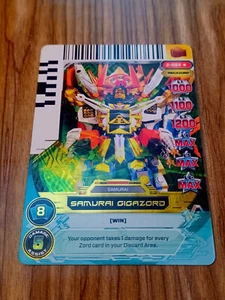 1000
1100
1200
MAX
MAX
MAX
SAMURAI
SAMURAI GIGAZORD
8
[WIN]
Your opponent takes 1 damage for every
Zord card in your Discard Area.